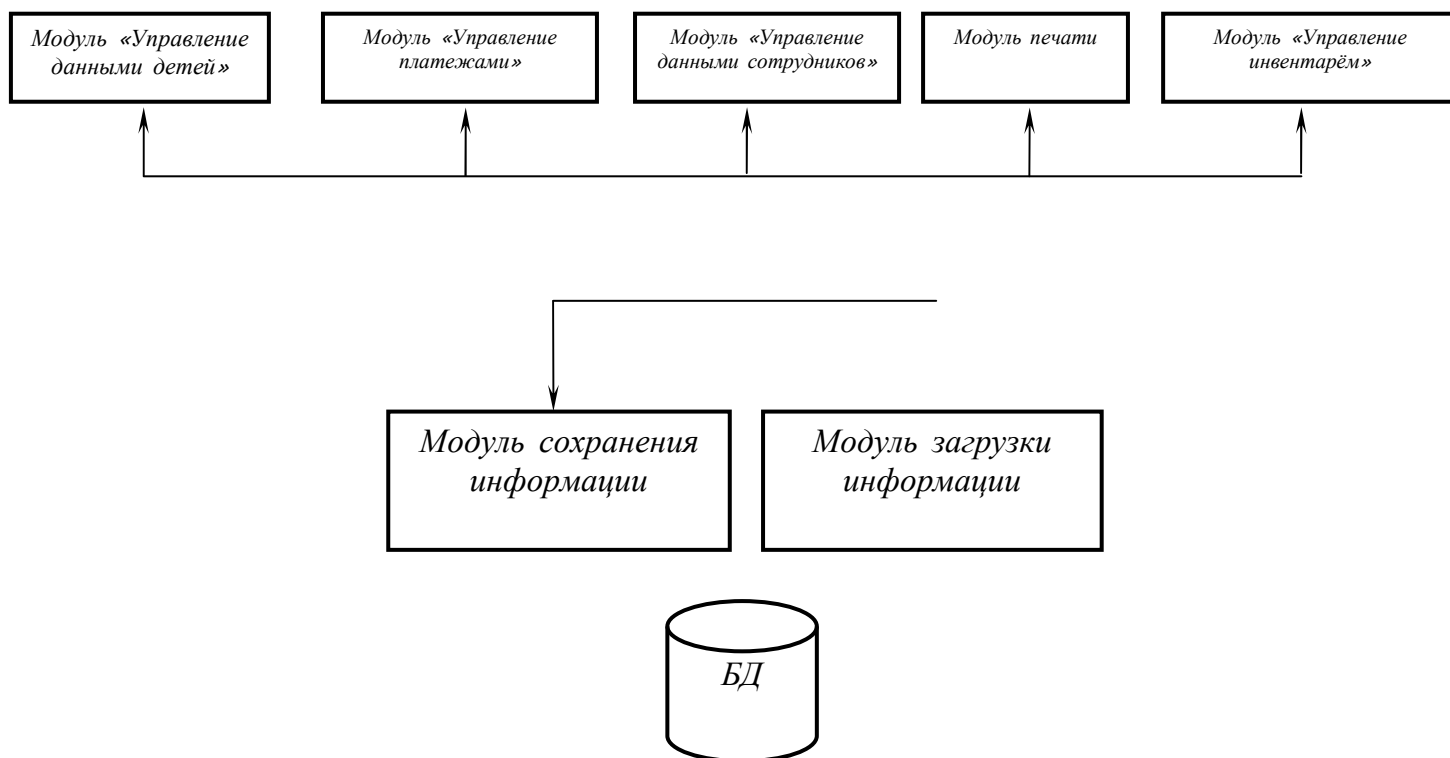 Модуль «Управление
данными детей»
Модуль «Управление
платежами»
Модуль «Управление
данными сотрудников»
Модуль печати
Модуль «Управление
инвентарём»
Модуль сохранения
информации
Модуль загрузки
информации
БД